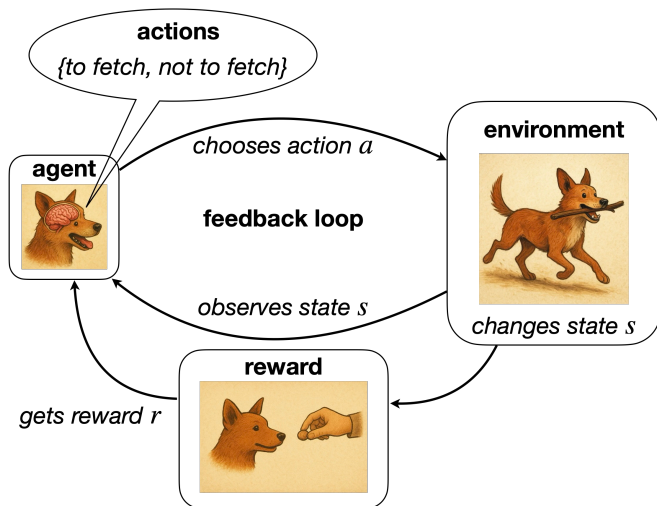 actions
{to fetch, not to fetch}
chooses action a
environment
agent
feedback loop
observes state s
changes state s
reward
gets reward r